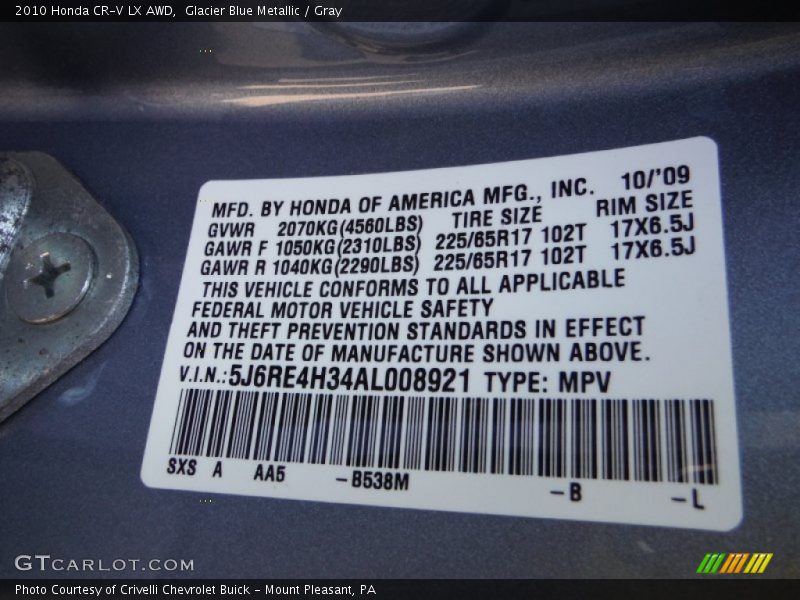 2010 Honda CR-V LX AWD,  Glacier Blue Metallic / Gray
MFD. BY HONDA OF AMERICA MFG., INC. 10/'09
GVWR 2070KG(4560LBS) TIRE SIZE RIM SIZE
GAWR F 1050KG(2310LBS) 225/65R17 102T 17X6.5J
GAWR R 1040KG(2290LBS) 225/65R17 102T 17X6.5J
THIS VEHICLE CONFORMS TO ALL APPLICABLE
FEDERAL MOTOR VEHICLE SAFETY
AND THEFT PREVENTION STANDARDS IN EFFECT
ON THE DATE OF MANUFACTURE SHOWN ABOVE.
V.I.N.:5J6RE4H34AL008921 TYPE: MPV
SXS A AA5 -B538M -B -L
GTCARLOT.COM
Photo Courtesy of Crivelli Chevrolet Buick - Mount Pleasant, PA